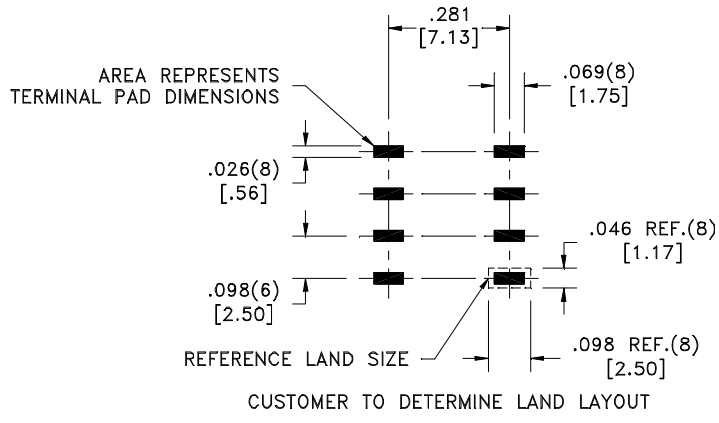 .281
[7.13]
AREA REPRESENTS
TERMINAL PAD DIMENSIONS
.069(8)
[1.75]
.026(8)
[.56]
.046 REF.(8)
[1.17]
.098(6)
[2.50]
.098 REF.(8)
[2.50]
REFERENCE LAND SIZE
CUSTOMER TO DETERMINE LAND LAYOUT